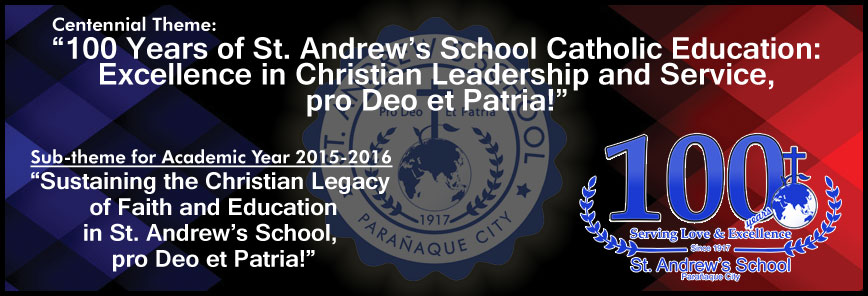 Centennial Theme:
“100 Years of St. Andrew’s School Catholic Education:
Excellence in Christian Leadership and Service,
pro Deo et Patria!”
Sub-theme for Academic Year 2015-2016
“Sustaining the Christian Legacy
of Faith and Education
in St. Andrew’s School,
pro Deo et Patria!”
ST. ANDREW’S SCHOOL
Pro Deo et Patria
1917
PARAÑAQUE CITY
100
years
Serving Love & Excellence
Since 1917
St. Andrew’s School
Parañaque City